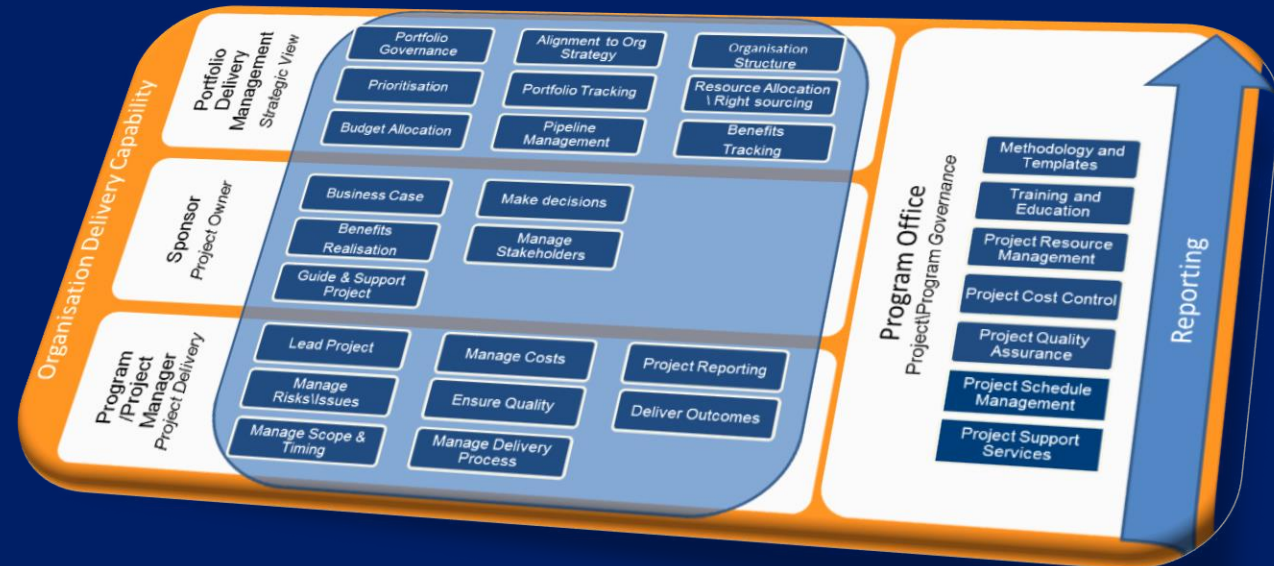 Organisation Delivery Capability
Portfolio
Delivery
Management
Strategic View
Portfolio
Governance
Alignment to Org
Strategy
Organisation
Structure
Prioritisation
Portfolio Tracking
Resource Allocation
\ Right sourcing
Budget Allocation
Pipeline
Management
Benefits
Tracking
Sponsor
Project Owner
Business Case
Make decisions
Benefits
Realisation
Manage
Stakeholders
Guide & Support
Project
Program
/Project
Manager
Project Delivery
Lead Project
Manage Costs
Project Reporting
Manage
Risks\Issues
Ensure Quality
Deliver Outcomes
Manage Scope &
Timing
Manage Delivery
Process
Program Office
Project\Program Governance
Methodology and
Templates
Training and
Education
Project Resource
Management
Project Cost Control
Project Quality
Assurance
Project Schedule
Management
Project Support
Services
Reporting